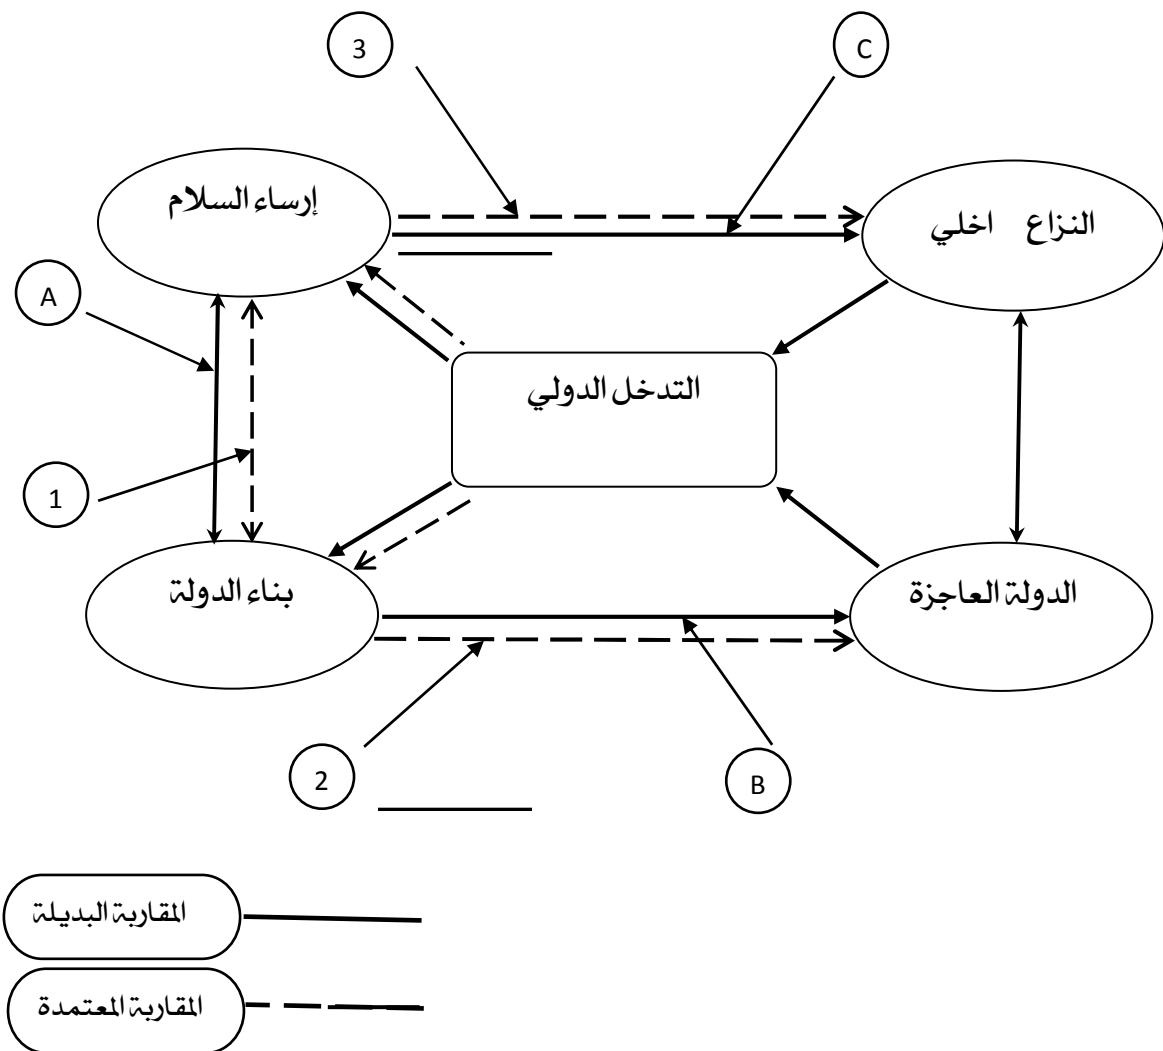 3
C
إرساء السلام
النزاع اخلي
A
التدخل الدولي
1
بناء الدولة
الدولة العاجزة
2
B
المقاربة البديلة
المقاربة المعتمدة